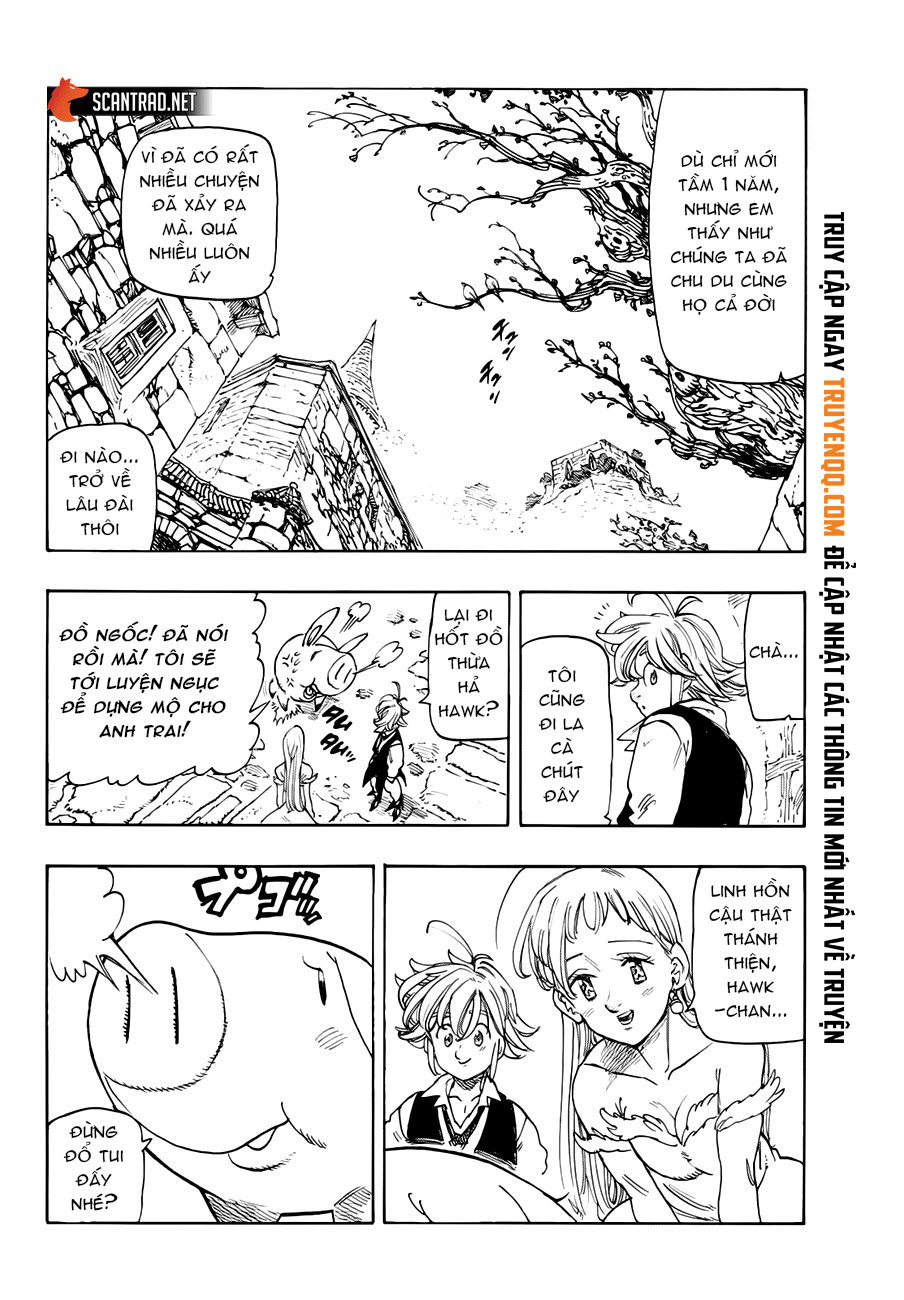 SCANTRAD.NET
DÙ CHỈ MỚI
TẦM 1 NĂM,
NHƯNG EM
THẤY NHƯ
CHÚNG TA ĐÃ
CHU DU CÙNG
HỌ CẢ ĐỜI
VÌ ĐÃ CÓ RẤT
NHIỀU CHUYỆN
ĐÃ XẢY RA
MÀ. QUÁ
NHIỀU LUÔN
ẤY
チチ
チチ
ĐI NÀO...
TRỞ VỀ
LÂU ĐÀI
THÔI
CHÀ...
TÔI
CŨNG
ĐI LA
CÀ
CHÚT
ĐÂY
LẠI ĐI
HỐT ĐỒ
THỪA
HẢ
HAWK?
ĐỒ NGỐC! ĐÃ NÓI
RỒI MÀ! TÔI SẼ
TỚI LUYỆN NGỤC
ĐỂ DỰNG MỘ CHO
ANH TRAI!
LINH HỒN
CẬU THẬT
THÁNH
THIỆN,
HAWK
-CHAN...
ĐỪNG
ĐỔ TUI
ĐẤY
NHÉ?
TRUY CẬP NGAY TRUYENQQ.COM ĐỂ CẬP NHẬT CÁC THÔNG TIN MỚI NHẤT VỀ TRUYỆN